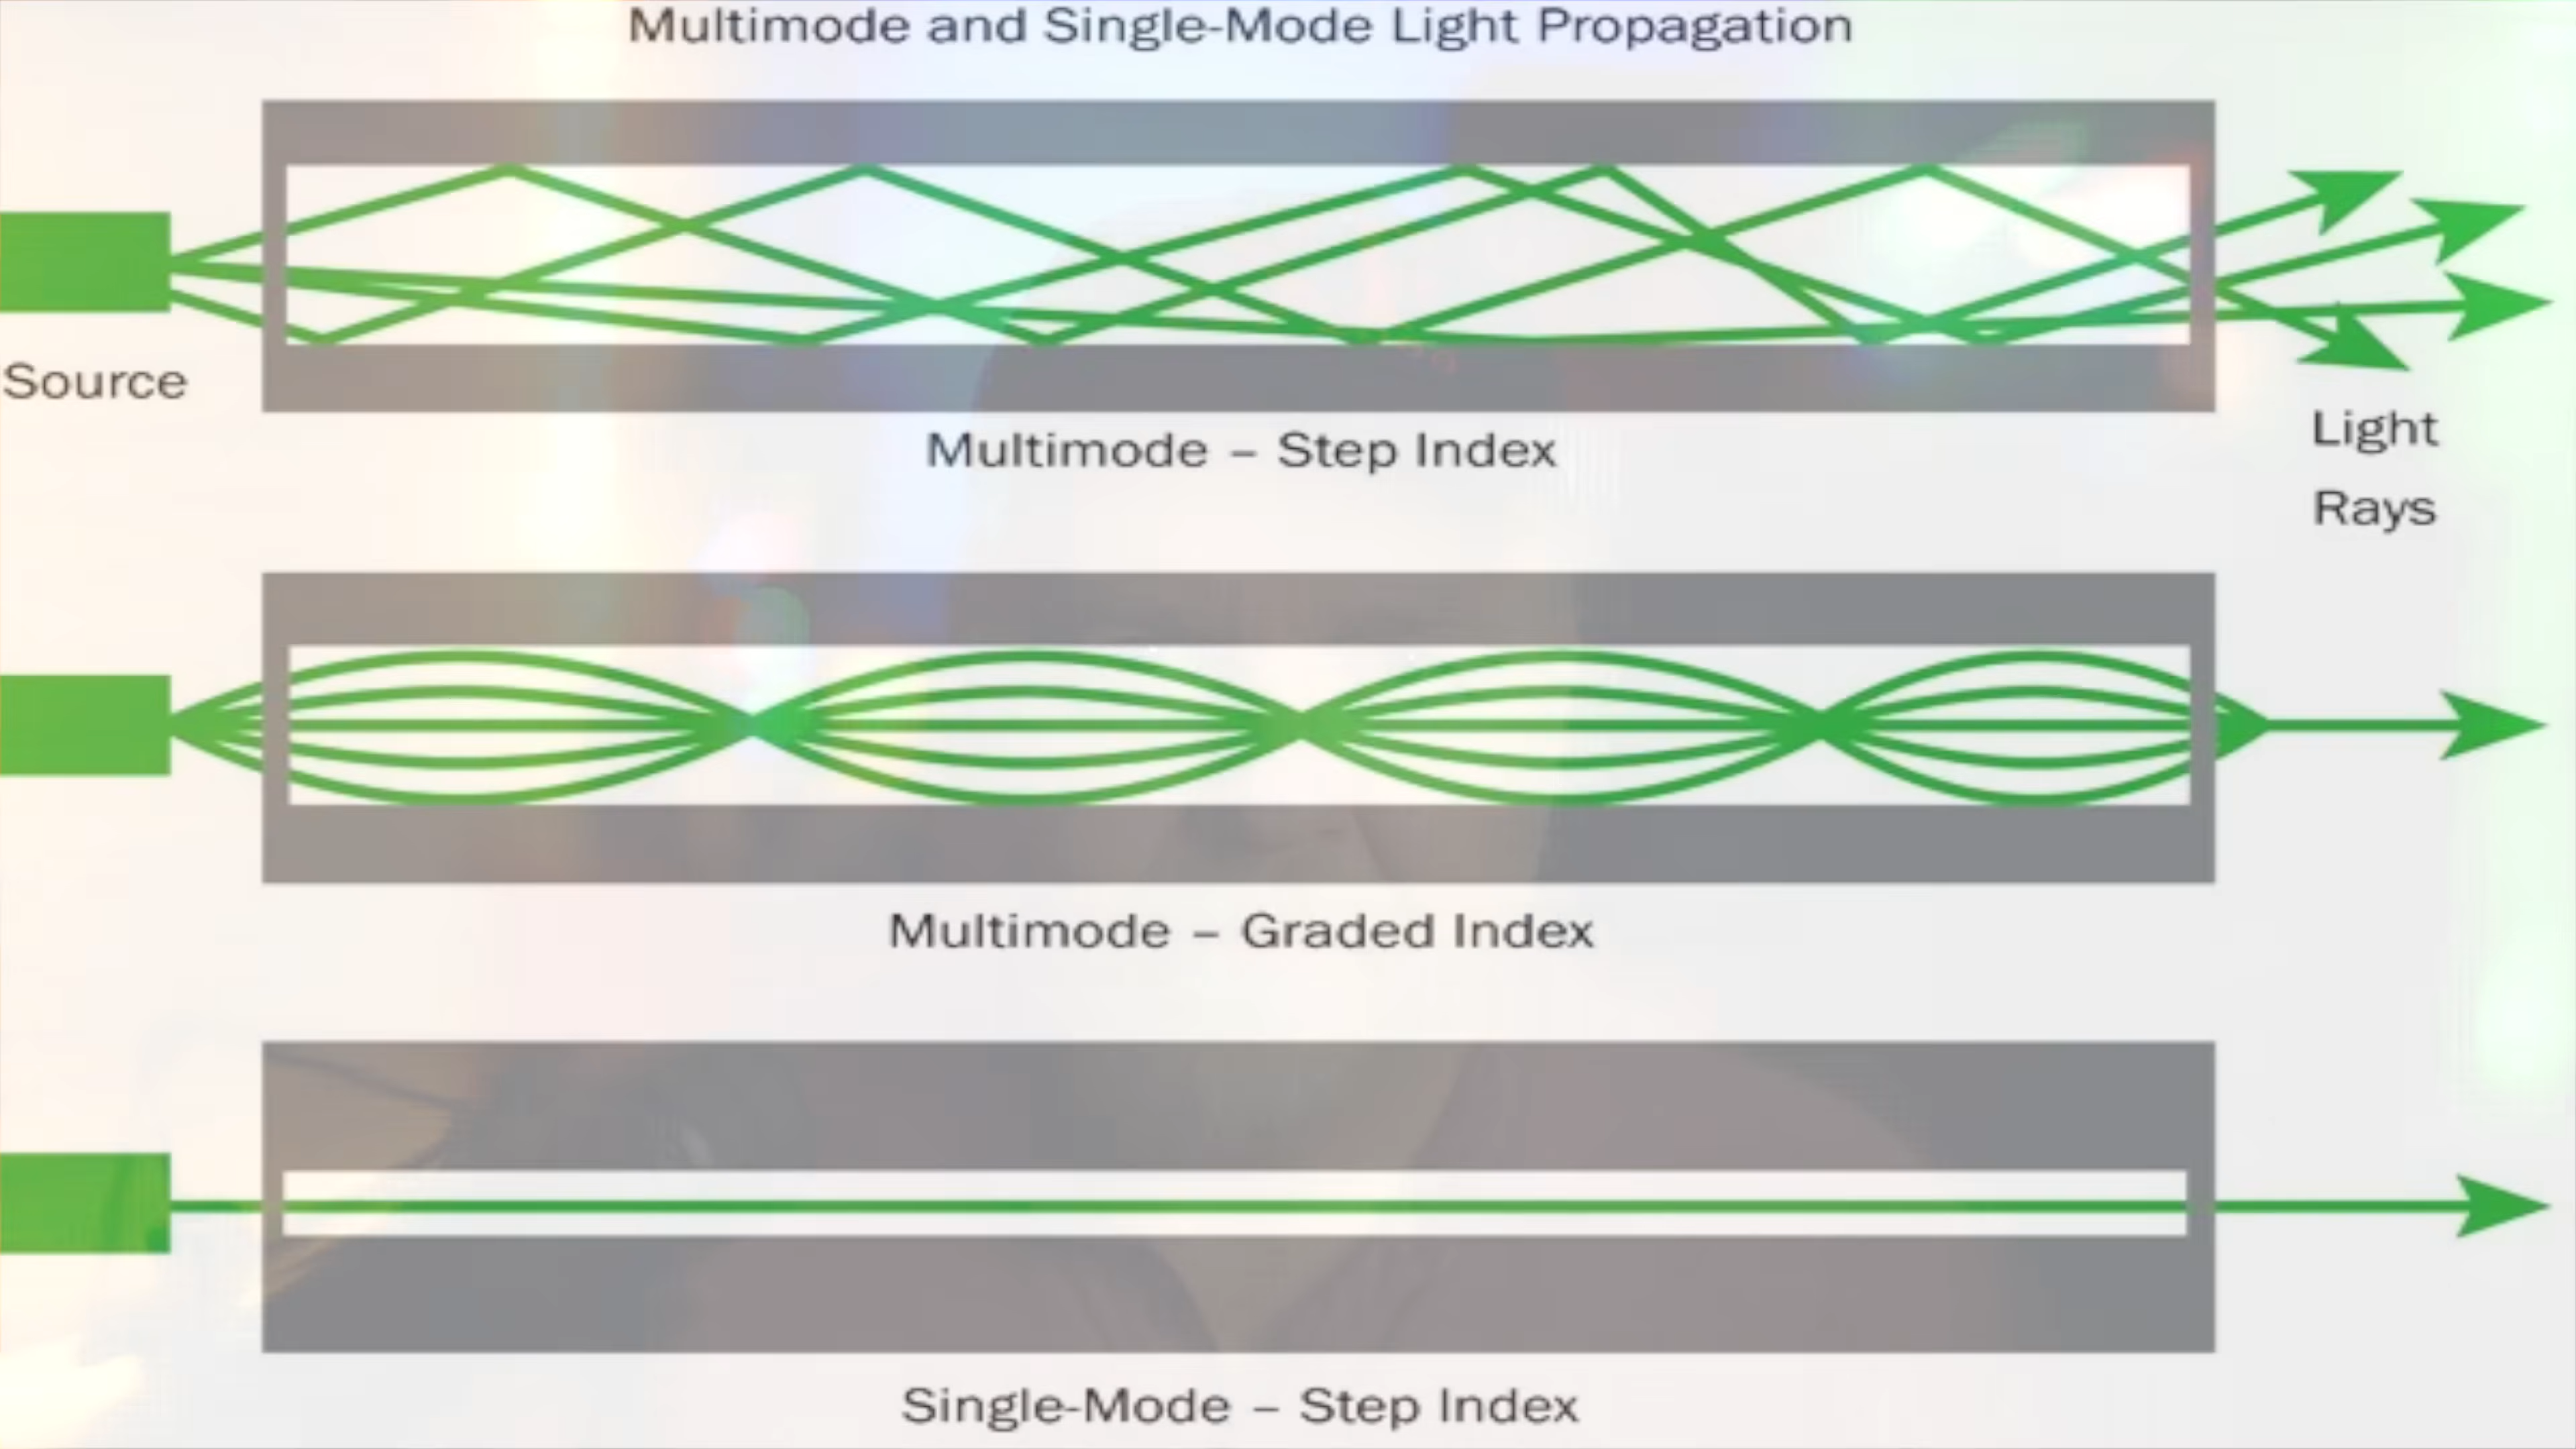 Multimode and Single-Mode Light Propagation
Source
Multimode – Step Index
Light
Rays
Multimode – Graded Index
Single-Mode – Step Index